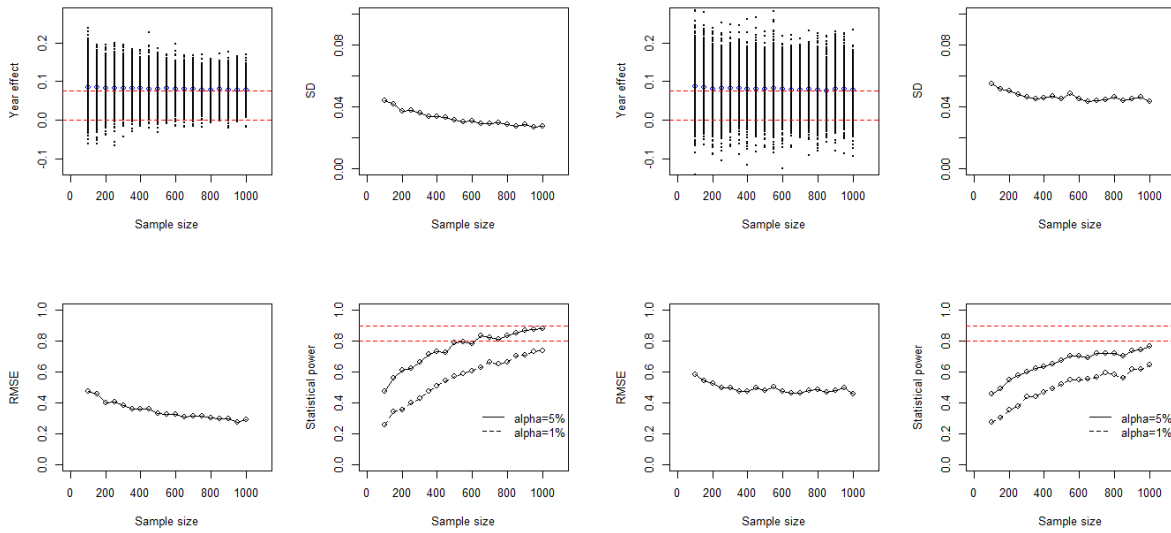 Year effect
-0.1 0.0 0.1 0.2
0 200 400 600 800 1000
Sample size
SD
0.00 0.04 0.08
0 200 400 600 800 1000
Sample size
Year effect
-0.1 0.0 0.1 0.2
0 200 400 600 800 1000
Sample size
SD
0.00 0.04 0.08
0 200 400 600 800 1000
Sample size
RMSE
0.0 0.2 0.4 0.6 0.8 1.0
0 200 400 600 800 1000
Sample size
Statistical power
0.0 0.2 0.4 0.6 0.8 1.0
alpha=5%
alpha=1%
0 200 400 600 800 1000
Sample size
RMSE
0.0 0.2 0.4 0.6 0.8 1.0
0 200 400 600 800 1000
Sample size
Statistical power
0.0 0.2 0.4 0.6 0.8 1.0
alpha=5%
alpha=1%
0 200 400 600 800 1000
Sample size